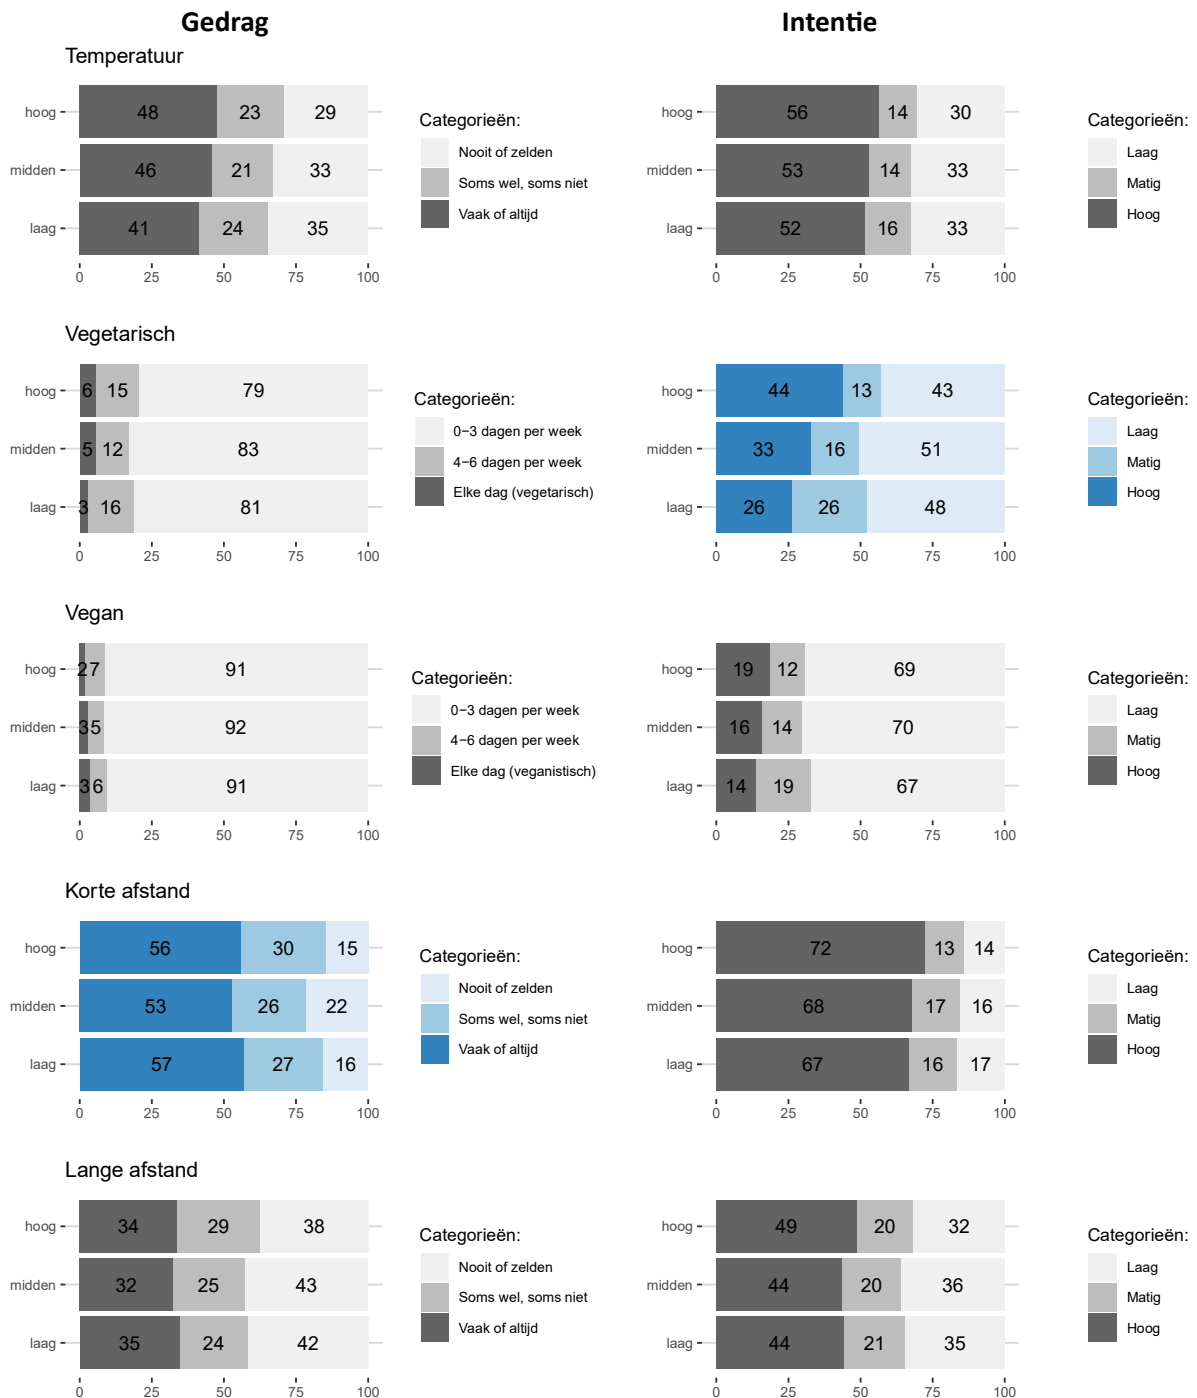 Gedrag
Intentie
Temperatuur
hoog 48 23 29
midden 46 21 33
laag 41 24 35
0 25 50 75 100
Categorieën:
Nooit of zelden
Soms wel, soms niet
Vaak of altijd
hoog 56 14 30
midden 53 14 33
laag 52 16 33
0 25 50 75 100
Categorieën:
Laag
Matig
Hoog
Vegetarisch
hoog 6 15 79
midden 5 12 83
laag 3 16 81
0 25 50 75 100
Categorieën:
0−3 dagen per week
4−6 dagen per week
Elke dag (vegetarisch)
hoog 44 13 43
midden 33 16 51
laag 26 26 48
0 25 50 75 100
Categorieën:
Laag
Matig
Hoog
Vegan
hoog 2 7 91
midden 3 5 92
laag 3 6 91
0 25 50 75 100
Categorieën:
0−3 dagen per week
4−6 dagen per week
Elke dag (veganistisch)
hoog 19 12 69
midden 16 14 70
laag 14 19 67
0 25 50 75 100
Categorieën:
Laag
Matig
Hoog
Korte afstand
hoog 56 30 15
midden 53 26 22
laag 57 27 16
0 25 50 75 100
Categorieën:
Nooit of zelden
Soms wel, soms niet
Vaak of altijd
hoog 72 13 14
midden 68 17 16
laag 67 16 17
0 25 50 75 100
Categorieën:
Laag
Matig
Hoog
Lange afstand
hoog 34 29 38
midden 32 25 43
laag 35 24 42
0 25 50 75 100
Categorieën:
Nooit of zelden
Soms wel, soms niet
Vaak of altijd
hoog 49 20 32
midden 44 20 36
laag 44 21 35
0 25 50 75 100
Categorieën:
Laag
Matig
Hoog